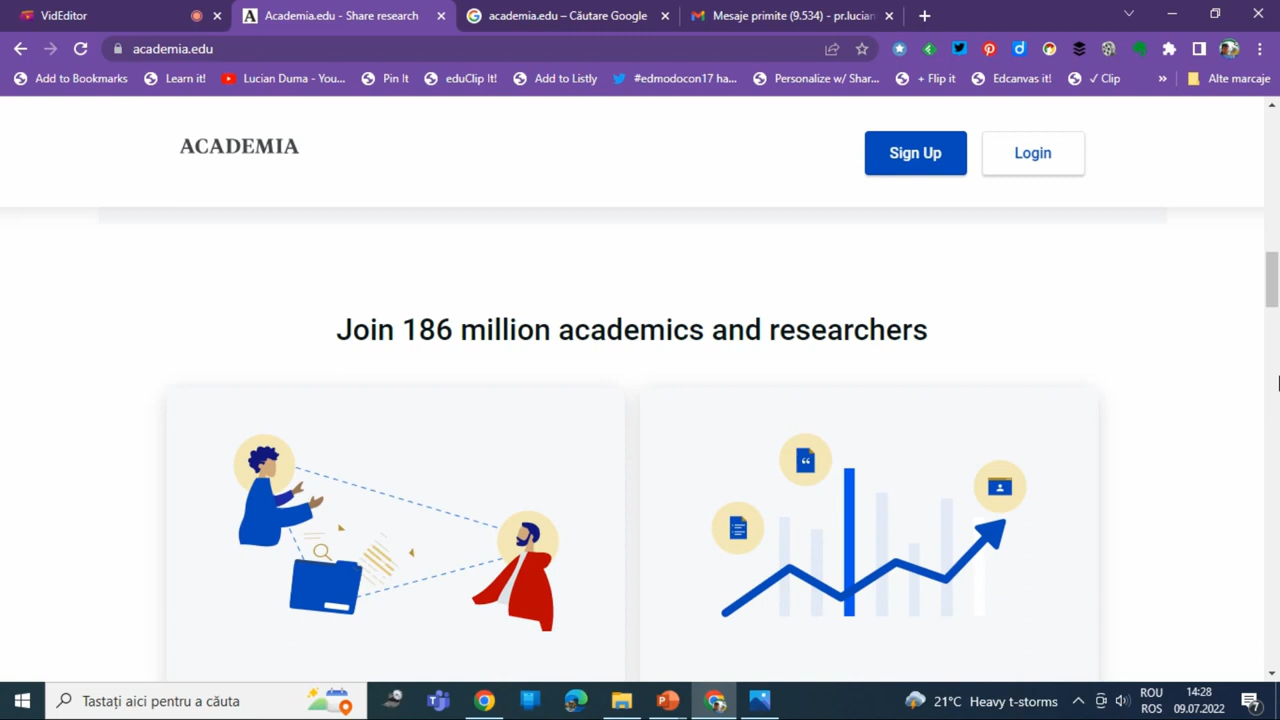 VidEditor
Academia.edu - Share research
academia.edu – Căutare Google
Mesaje primite (9.534) - pr.lucian
academia.edu
Add to Bookmarks
Learn it!
Lucian Duma - You...
Pin It
eduClip It!
Add to Listly
#edmodocon17 ha...
Personalize w/ Shar...
+ Flip it
Edcanvas it!
✓ Clip
»
Alte marcaje
ACADEMIA
Sign Up
Login
Join 186 million academics and researchers
Tastați aici pentru a căuta
21°C Heavy t-storms
ROU
ROS
14:28
09.07.2022
7